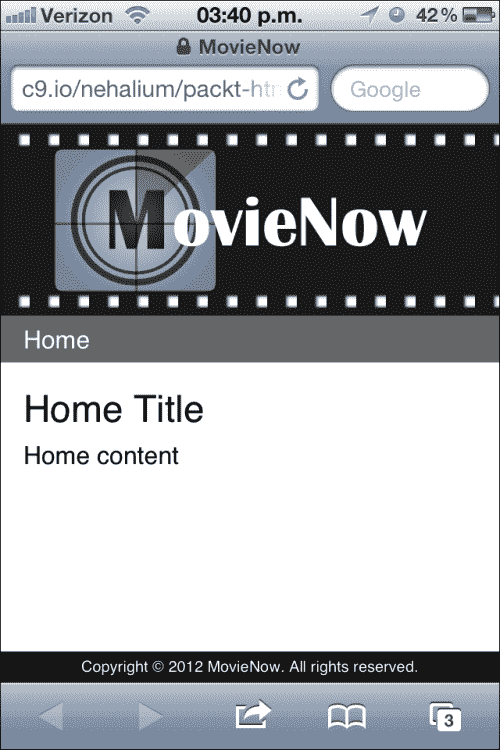 Verizon 03:40 p.m. 42%
MovieNow
c9.io/nehalium/packt-htm Google
MovieNow
Home
Home Title
Home content
Copyright © 2012 MovieNow. All rights reserved.
3